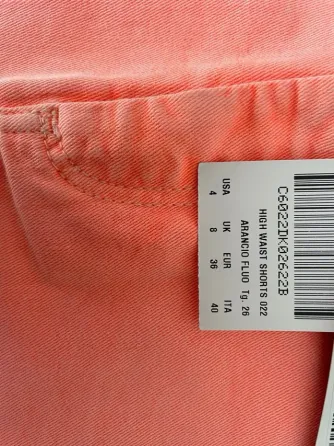 C6022DK02622B
HIGH WAIST SHORTS 022
ARANCIO FLUO Tg. 26
USA UK EUR ITA
4 8 36 40